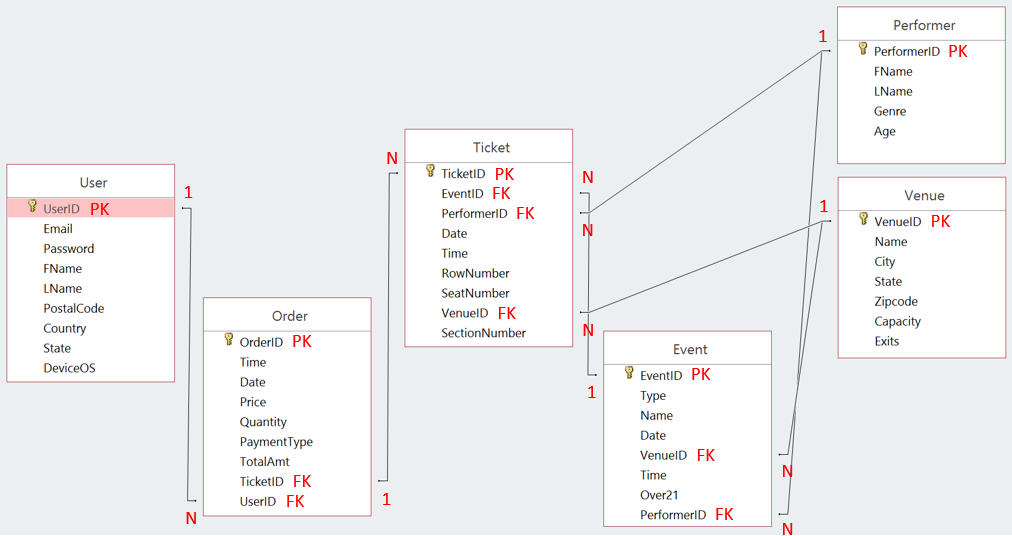 User
UserID PK
Email
Password
FName
LName
PostalCode
Country
State
DeviceOS
1
N
Order
OrderID PK
Time
Date
Price
Quantity
PaymentType
TotalAmt
TicketID FK
UserID FK
N
1
Ticket
TicketID PK
EventID FK
PerformerID FK
Date
Time
RowNumber
SeatNumber
VenueID FK
SectionNumber
N
N
N
1
Event
EventID PK
Type
Name
Date
VenueID FK
Time
Over21
PerformerID FK
N
N
1
Performer
PerformerID PK
FName
LName
Genre
Age
1
Venue
VenueID PK
Name
City
State
Zipcode
Capacity
Exits